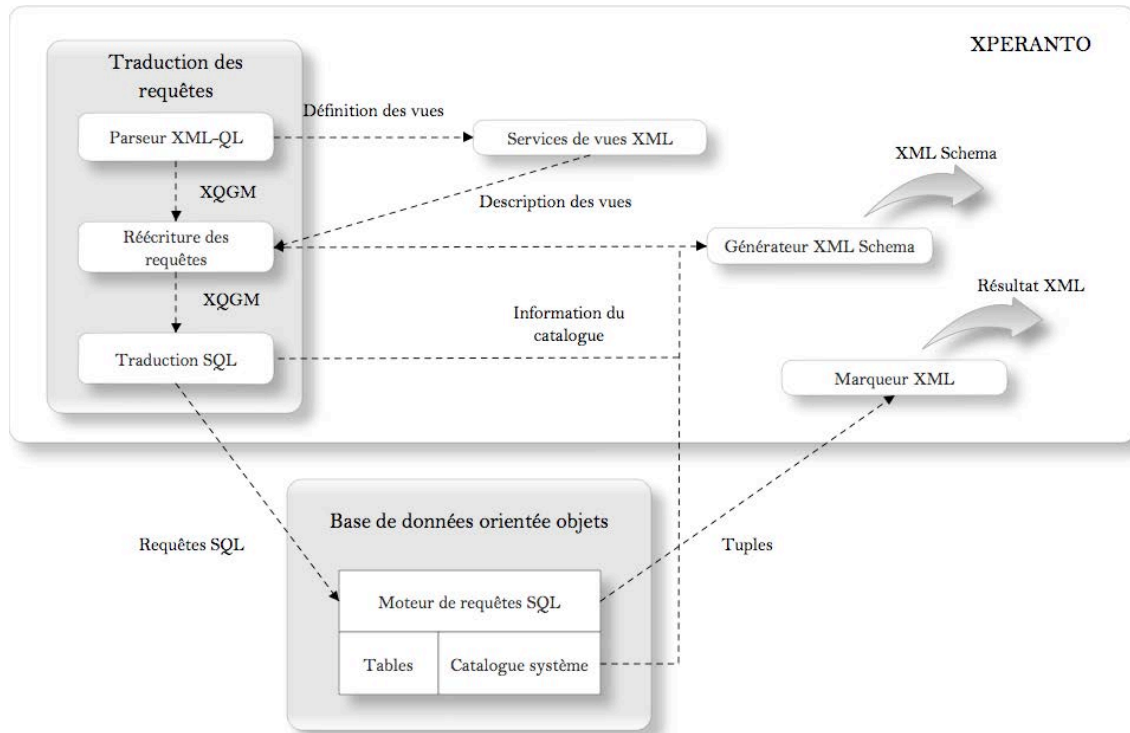 XPERANTO
Traduction des
requêtes
Parseur XML-QL
Définition des vues
Services de vues XML
XML Schema
XQGM
Description des vues
Réécriture des
requêtes
Générateur XML Schema
Résultat XML
XQGM
Information du
catalogue
Traduction SQL
Marqueur XML
Base de données orientée objets
Requêtes SQL
Tuples
Moteur de requêtes SQL
Tables
Catalogue système